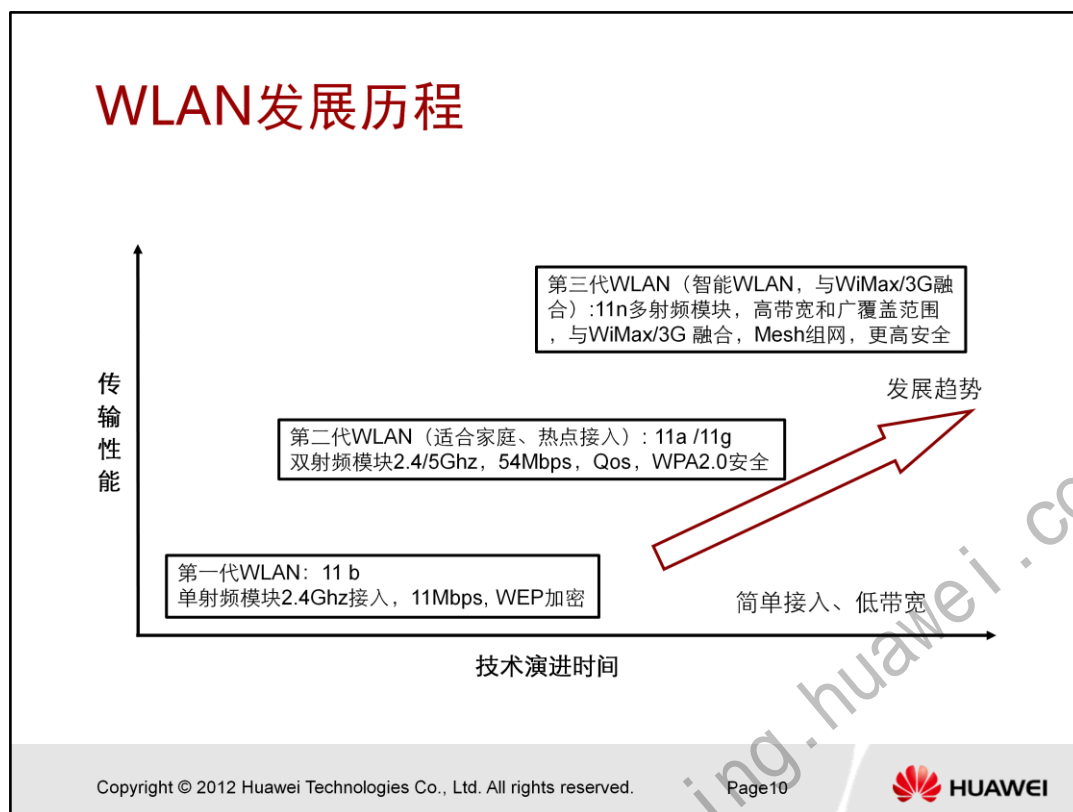 WLAN发展历程
第三代WLAN（智能WLAN，与WiMax/3G融
合）:11n多射频模块，高带宽和广覆盖范围
，与WiMax/3G 融合，Mesh组网，更高安全
传
输
性
能
发展趋势
第二代WLAN（适合家庭、热点接入）: 11a /11g
双射频模块2.4/5Ghz，54Mbps，Qos，WPA2.0安全
第一代WLAN：11 b
单射频模块2.4Ghz接入，11Mbps, WEP加密
简单接入、低带宽
技术演进时间
ing.huawei.co
Copyright © 2012 Huawei Technologies Co., Ltd. All rights reserved.
Page10
HUAWEI